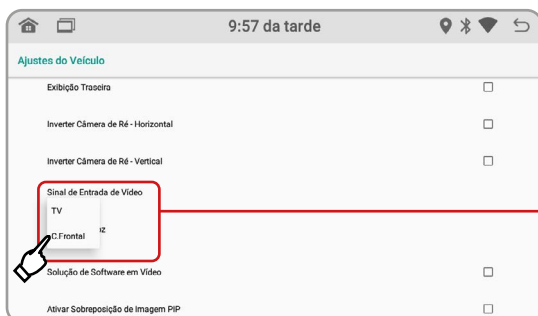 9:57 da tarde
Ajustes do Veículo
Exibição Traseira
Inverter Câmera de Ré - Horizontal
Inverter Câmera de Ré - Vertical
Sinal de Entrada de Vídeo
TV
C.Frontal
Solução de Software em Vídeo
Ativar Sobreposição de Imagem PIP